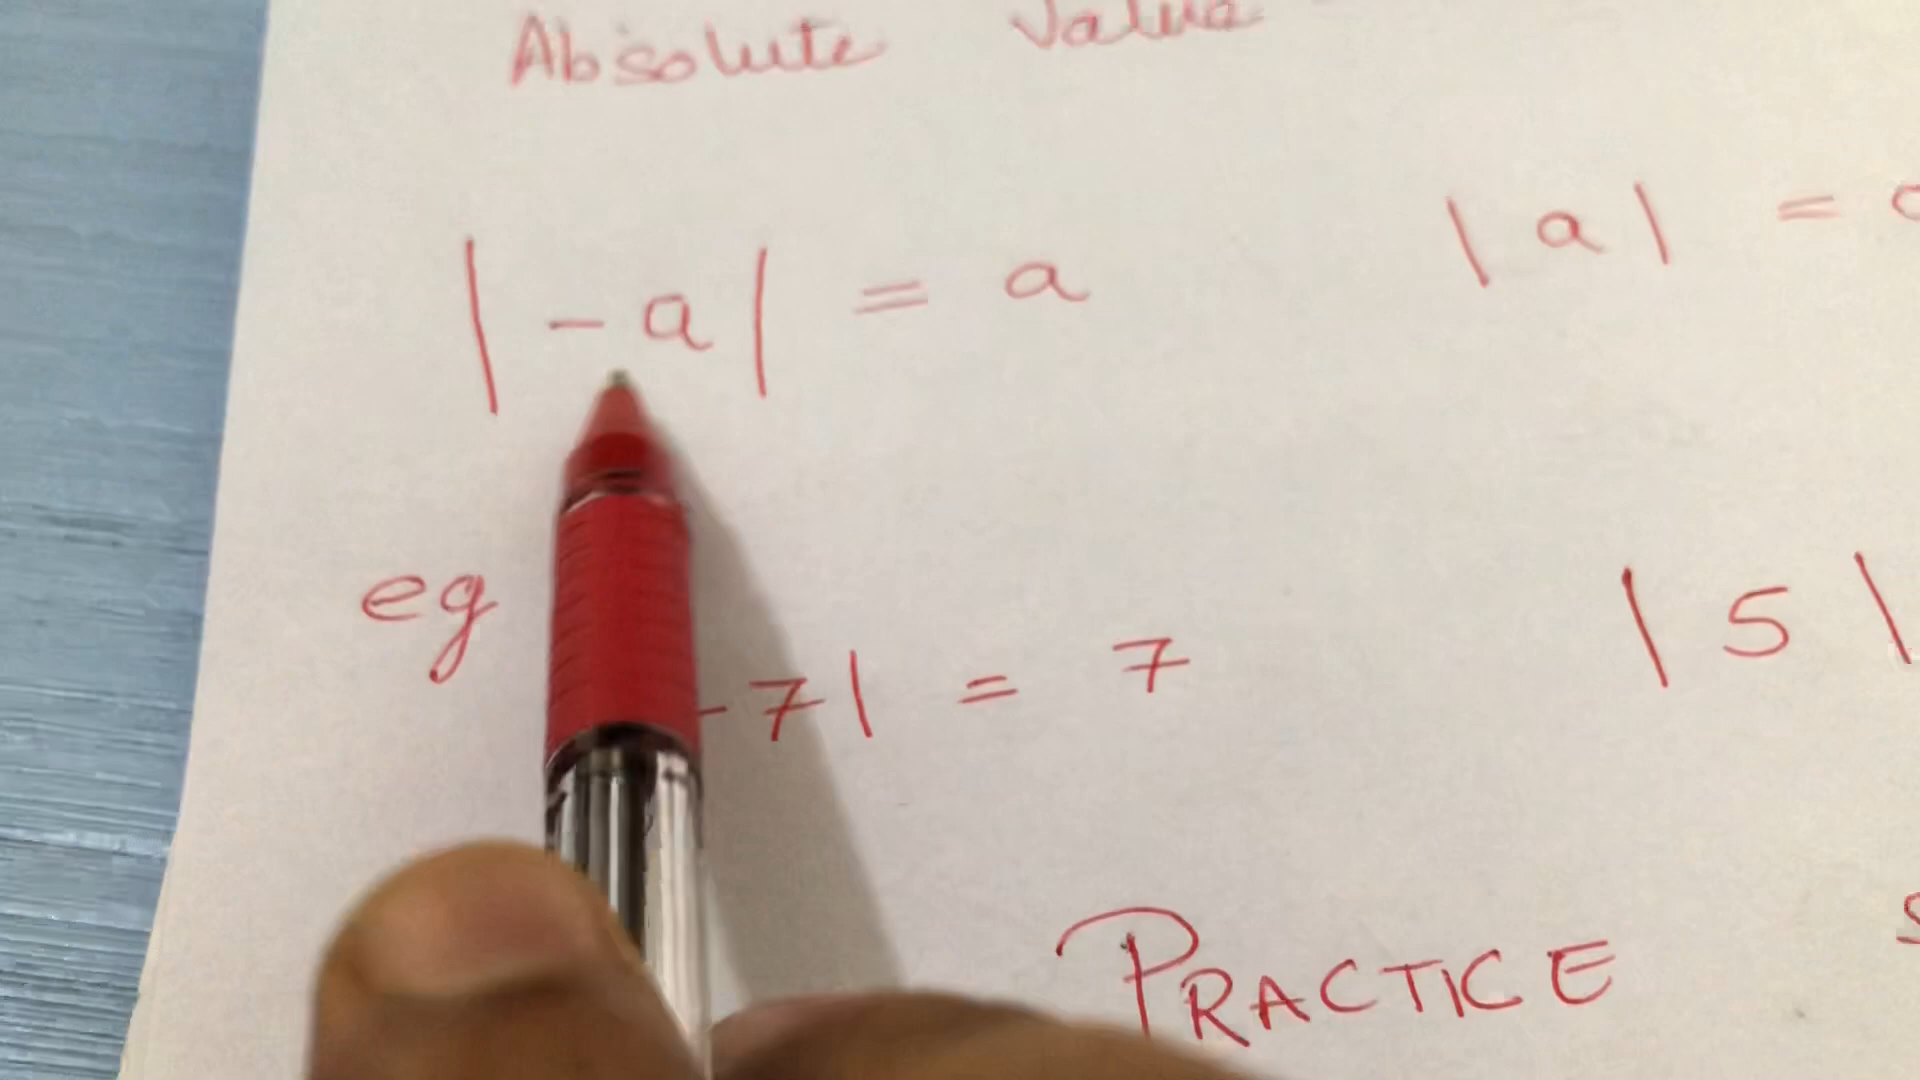 Absolute Value
|-a| = a |a| =
eg -7| = 7 |5|
PRACTICE